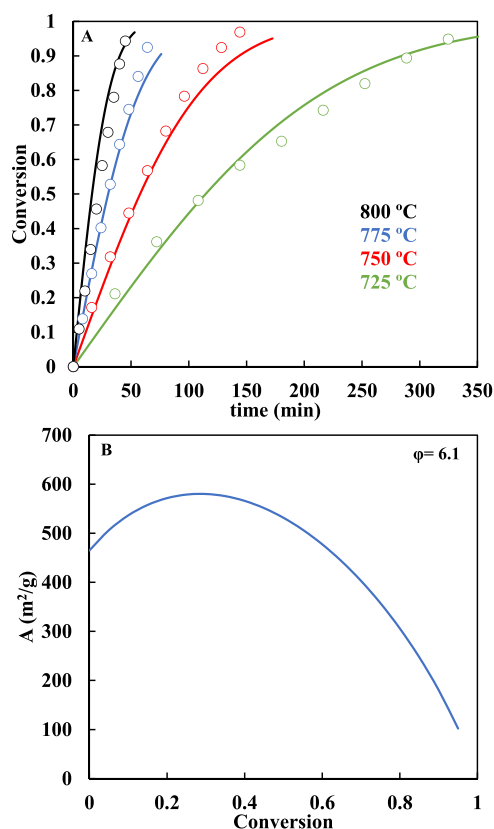 A
1
0.9
0.8
0.7
0.6
0.5
0.4
0.3
0.2
0.1
0
Conversion
800 ºC
775 ºC
750 ºC
725 ºC
0 50 100 150 200 250 300 350
time (min)
B
φ= 6.1
700
600
500
400
300
200
100
0
A (m²/g)
0 0.2 0.4 0.6 0.8 1
Conversion